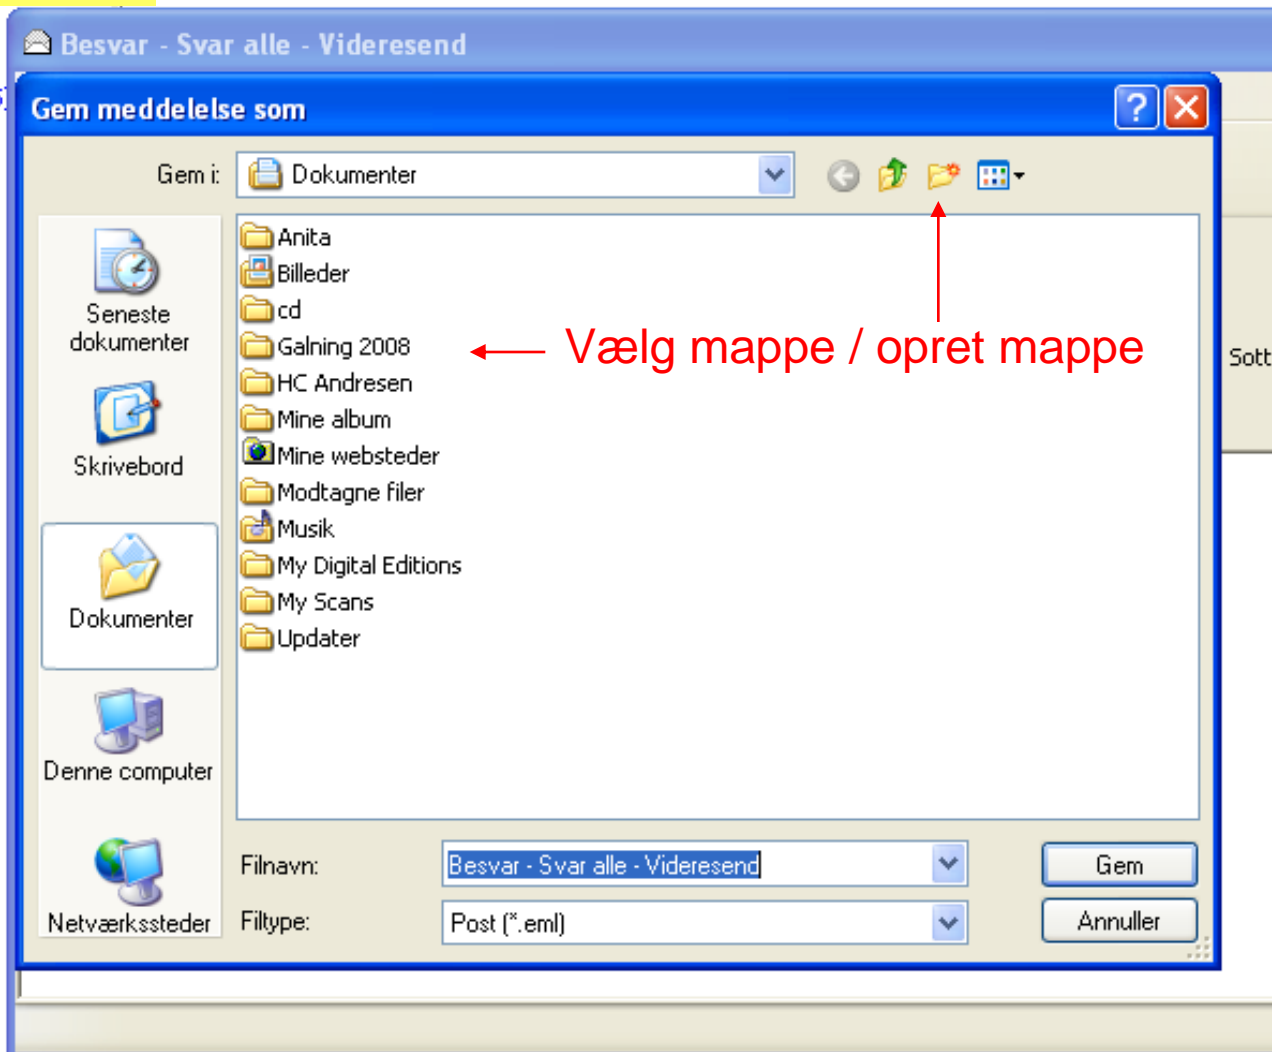 Besvar - Svar alle - Videresend
Gem meddelelse som
Gem i:
Dokumenter
Seneste
dokumenter
Skrivebord
Dokumenter
Denne computer
Netværkssteder
Anita
Billeder
cd
Galning 2008
HC Andresen
Mine album
Mine websteder
Modtagne filer
Musik
My Digital Editions
My Scans
Updater
Vælg mappe / opret mappe
Sott
Filnavn:
Besvar - Svar alle - Videresend
Gem
Filtype:
Post (*.eml)
Annuller